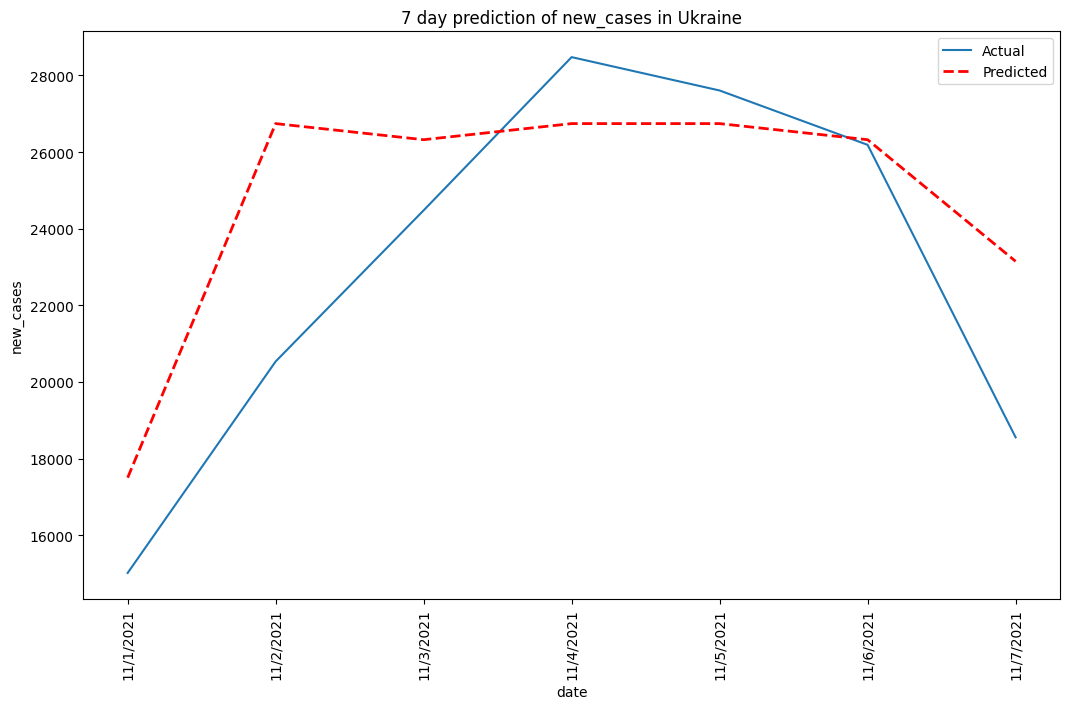 7 day prediction of new_cases in Ukraine
Actual
Predicted
28000
26000
24000
22000
20000
18000
16000
new_cases
11/1/2021
11/2/2021
11/3/2021
11/4/2021
11/5/2021
11/6/2021
11/7/2021
date